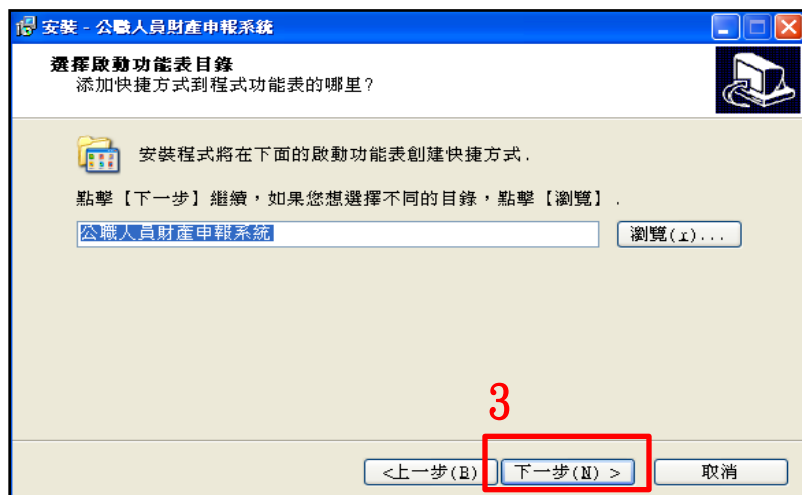 安裝 - 公職人員財產申報系統
選擇啟動功能表目錄
添加快捷方式到程式功能表的哪里?
安裝程式將在下面的啟動功能表創建快捷方式.
點擊【下一步】繼續,如果您想選擇不同的目錄,點擊【瀏覽】.
公職人員財產申報系統
瀏覽(r)...
3
<上一步(B)
下一步(N) >
取消